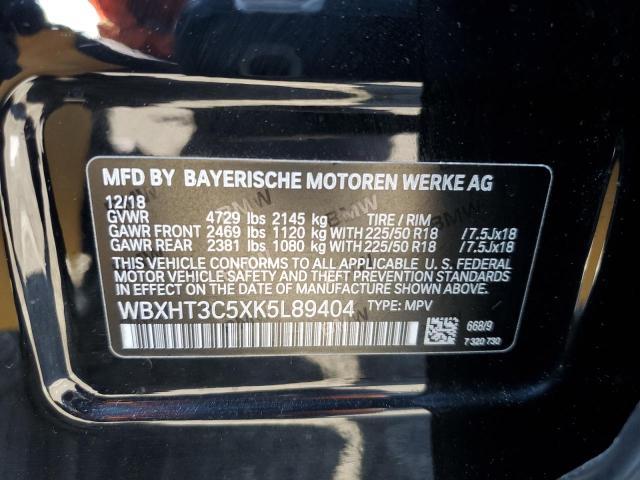 MFD BY BAYERISCHE MOTOREN WERKE AG
12/18
GVWR 4729 lbs 2145 kg TIRE / RIM
GAWR FRONT 2469 lbs 1120 kg WITH 225/50 R18 /7.5Jx18
GAWR REAR 2381 lbs 1080 kg WITH 225/50 R18 /7.5Jx18
THIS VEHICLE CONFORMS TO ALL APPLICABLE U. S. FEDERAL
MOTOR VEHICLE SAFETY AND THEFT PREVENTION STANDARDS
IN EFFECT ON THE DATE OF MANUFACTURE SHOWN ABOVE.
WBXHT3C5XK5L89404 TYPE: MPV
668/9
7 320 730